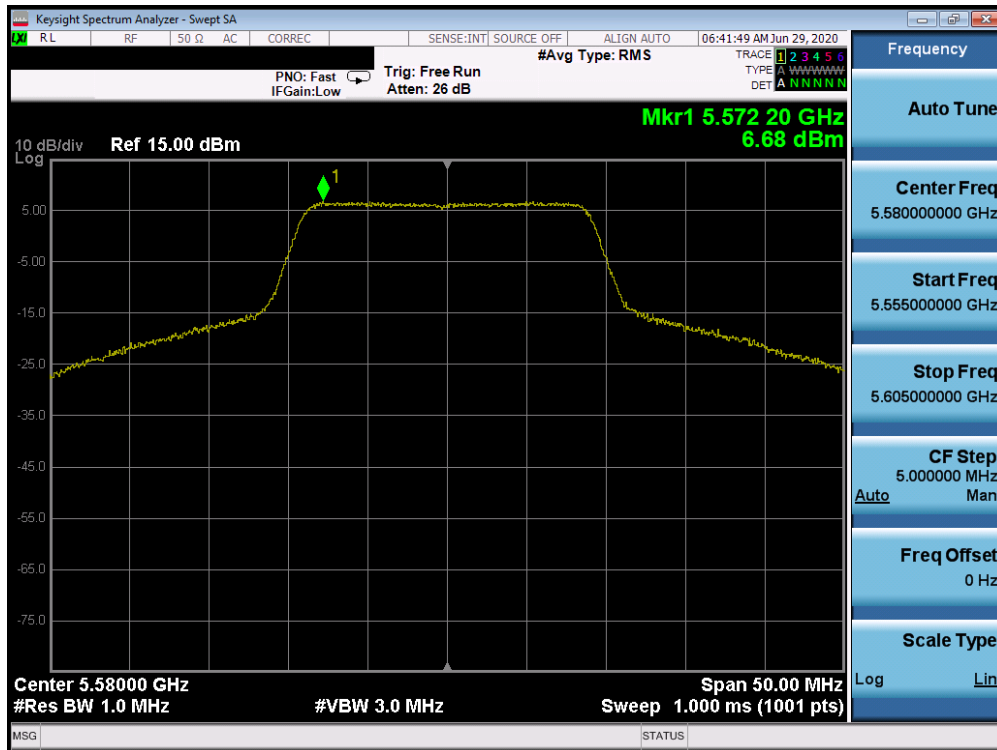 Keysight Spectrum Analyzer - Swept SA
LXI RL RF 50 Ω AC CORREC SENSE:INT SOURCE OFF ALIGN AUTO 06:41:49 AM Jun 29, 2020
#Avg Type: RMS
TRACE 1 2 3 4 5 6
PNO: Fast Trig: Free Run TYPE A WWWWW
IFGain:Low Atten: 26 dB DET A N N N N N
Mkr1 5.572 20 GHz
6.68 dBm
10 dB/div Ref 15.00 dBm
Log
1
5.00
-5.00
-15.0
-25.0
-35.0
-45.0
-55.0
-65.0
-75.0
Center 5.58000 GHz Span 50.00 MHz
#Res BW 1.0 MHz #VBW 3.0 MHz Sweep 1.000 ms (1001 pts)
MSG STATUS
Frequency
Auto Tune
Center Freq
5.580000000 GHz
Start Freq
5.555000000 GHz
Stop Freq
5.605000000 GHz
CF Step
5.000000 MHz
Auto Man
Freq Offset
0 Hz
Scale Type
Log Lin